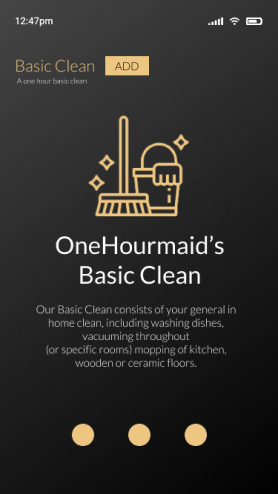 12:47pm
Basic Clean ADD
A one hour basic clean
OneHourmaid's
Basic Clean
Our Basic Clean consists of your general in
home clean, including washing dishes,
vacuuming throughout
(or specific rooms) mopping of kitchen,
wooden or ceramic floors.